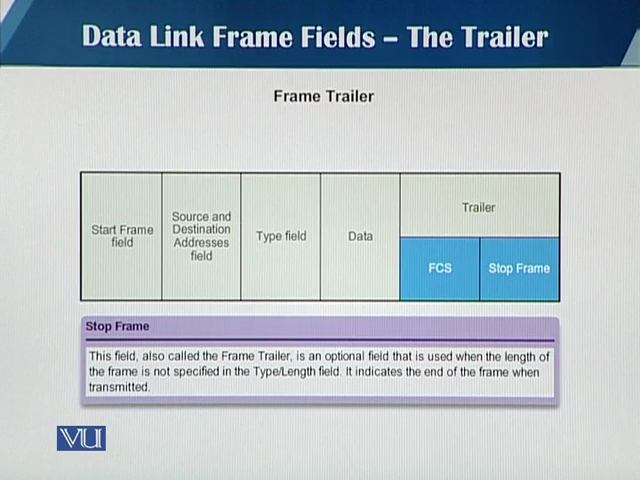 Data Link Frame Fields – The Trailer
Frame Trailer
Start Frame
field
Source and
Destination
Addresses
field
Type field
Data
Trailer
FCS
Stop Frame
Stop Frame
This field, also called the Frame Trailer, is an optional field that is used when the length of
the frame is not specified in the Type/Length field. It indicates the end of the frame when
transmitted.
VU